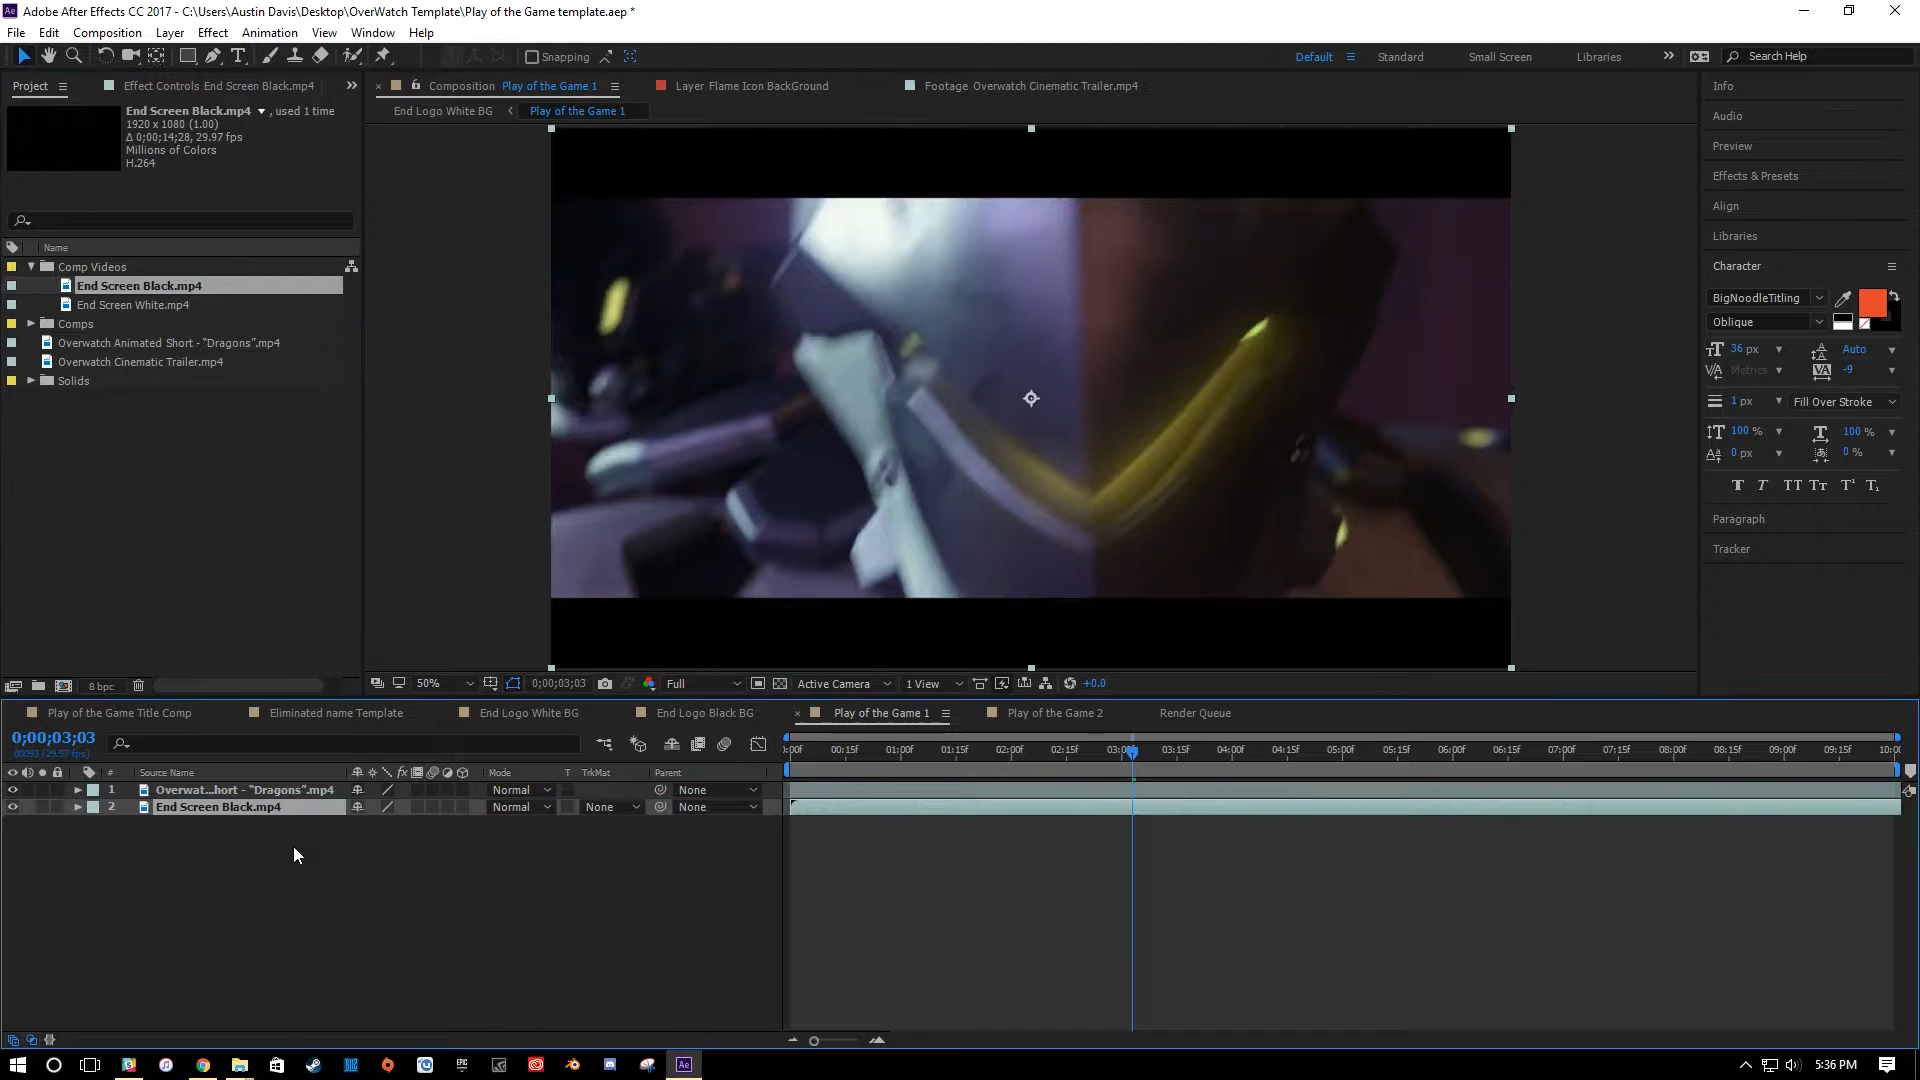 Adobe After Effects CC 2017 - C:\Users\Austin Davis\Desktop\OverWatch Template\Play of the Game template.aep *
File Edit Composition Layer Effect Animation View Window Help
Snapping Default Standard Small Screen Libraries Search Help
Project Effect Controls End Screen Black.mp4 Composition Play of the Game 1 Layer Flame Icon BackGround Footage Overwatch Cinematic Trailer.mp4 Info
End Screen Black.mp4 , used 1 time End Logo White BG Play of the Game 1
1920 x 1080 (1.00) Audio
Δ 0;00;14;28, 29.97 fps
Millions of Colors Preview
H.264
Effects & Presets
Align
Libraries
Name
Comp Videos Character
End Screen Black.mp4
End Screen White.mp4 BigNoodleTitling
Comps Oblique
Overwatch Animated Short - “Dragons”.mp4 36 px Auto
Overwatch Cinematic Trailer.mp4 Metrics -9
Solids
1 px Fill Over Stroke
100 % 100 %
0 px 0 %
Paragraph
Tracker
8 bpc 50% 0;00;03;03 Full Active Camera 1 View +0.0
Play of the Game Title Comp Eliminated name Template End Logo White BG End Logo Black BG Play of the Game 1 Play of the Game 2 Render Queue
0;00;03;03
00093 (29.97 fps) :00f 00:15f 01:00f 01:15f 02:00f 02:15f 03:00f 03:15f 04:00f 04:15f 05:00f 05:15f 06:00f 06:15f 07:00f 07:15f 08:00f 08:15f 09:00f 09:15f 10:00
# Source Name Mode T TrkMat Parent
1 Overwat...hort - “Dragons”.mp4 Normal None
2 End Screen Black.mp4 Normal None None
5:36 PM